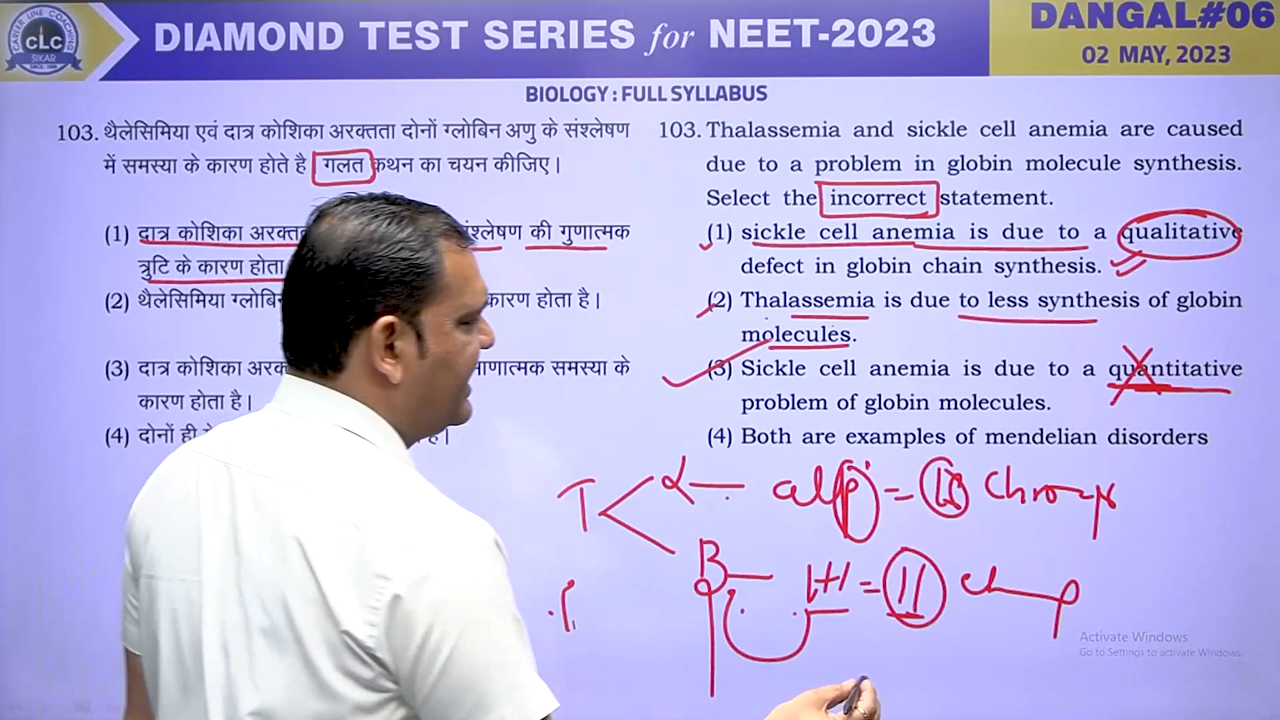 CAREER LINE COACHING
CLC
SIKAR
DIAMOND TEST SERIES for NEET-2023
DANGAL#06
02 MAY, 2023
BIOLOGY : FULL SYLLABUS
103. थैलेसिमिया एवं दात्र कोशिका अरक्तता दोनों ग्लोबिन अणु के संश्लेषण
में समस्या के कारण होते है गलत कथन का चयन कीजिए।
(1) दात्र कोशिका की गुणात्मक
त्रुटि के कारण होता
(2) थैलेसिमिया कारण होता है।
(3) दात्र कोशिका समस्या के
कारण होता है।
(4) दोनों ही
103. Thalassemia and sickle cell anemia are caused
due to a problem in globin molecule synthesis.
Select the incorrect statement.
(1) sickle cell anemia is due to a qualitative
defect in globin chain synthesis.
(2) Thalassemia is due to less synthesis of globin
molecules.
(3) Sickle cell anemia is due to a quantitative
problem of globin molecules.
(4) Both are examples of mendelian disorders
T α
B = 11
Activate Windows
Go to Settings to activate Windows.